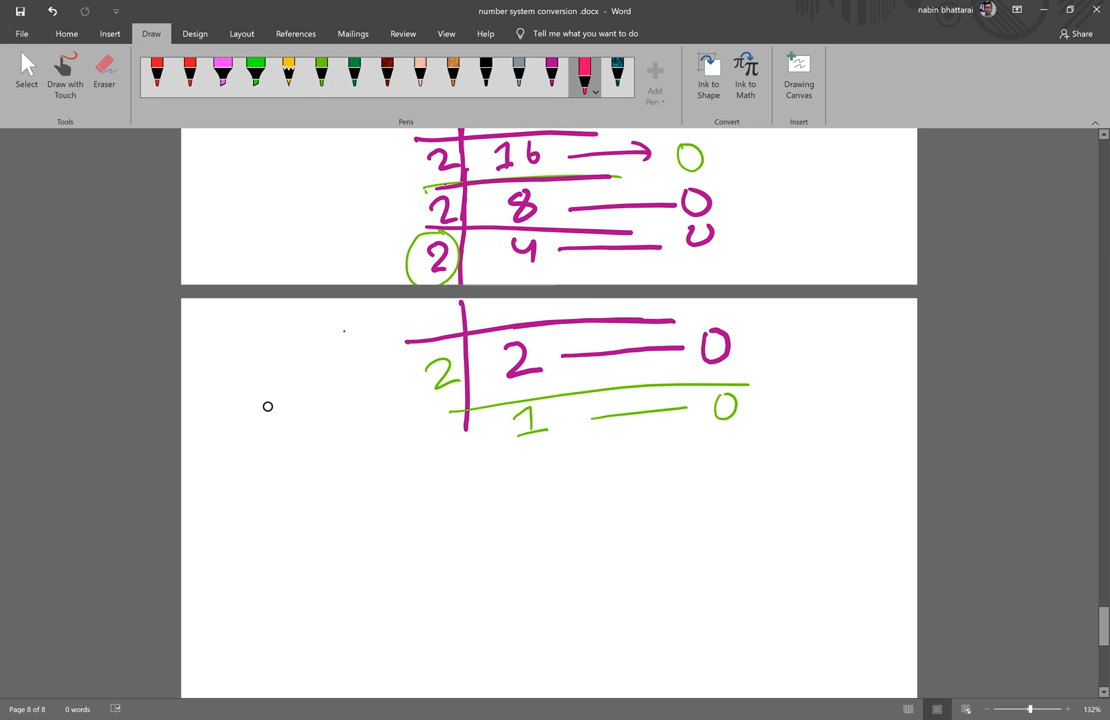 number system conversion .docx - Word
nabin bhattarai
File Home Insert Draw Design Layout References Mailings Review View Help Tell me what you want to do Share
Select
Draw with Touch
Eraser
Add Pen
Ink to Shape
Ink to Math
Drawing Canvas
Tools Pens Convert Insert
2 16 → 0
2 8 — 0
2 4 — 0
2 2 — 0
1 — 0
Page 8 of 8 0 words 132%